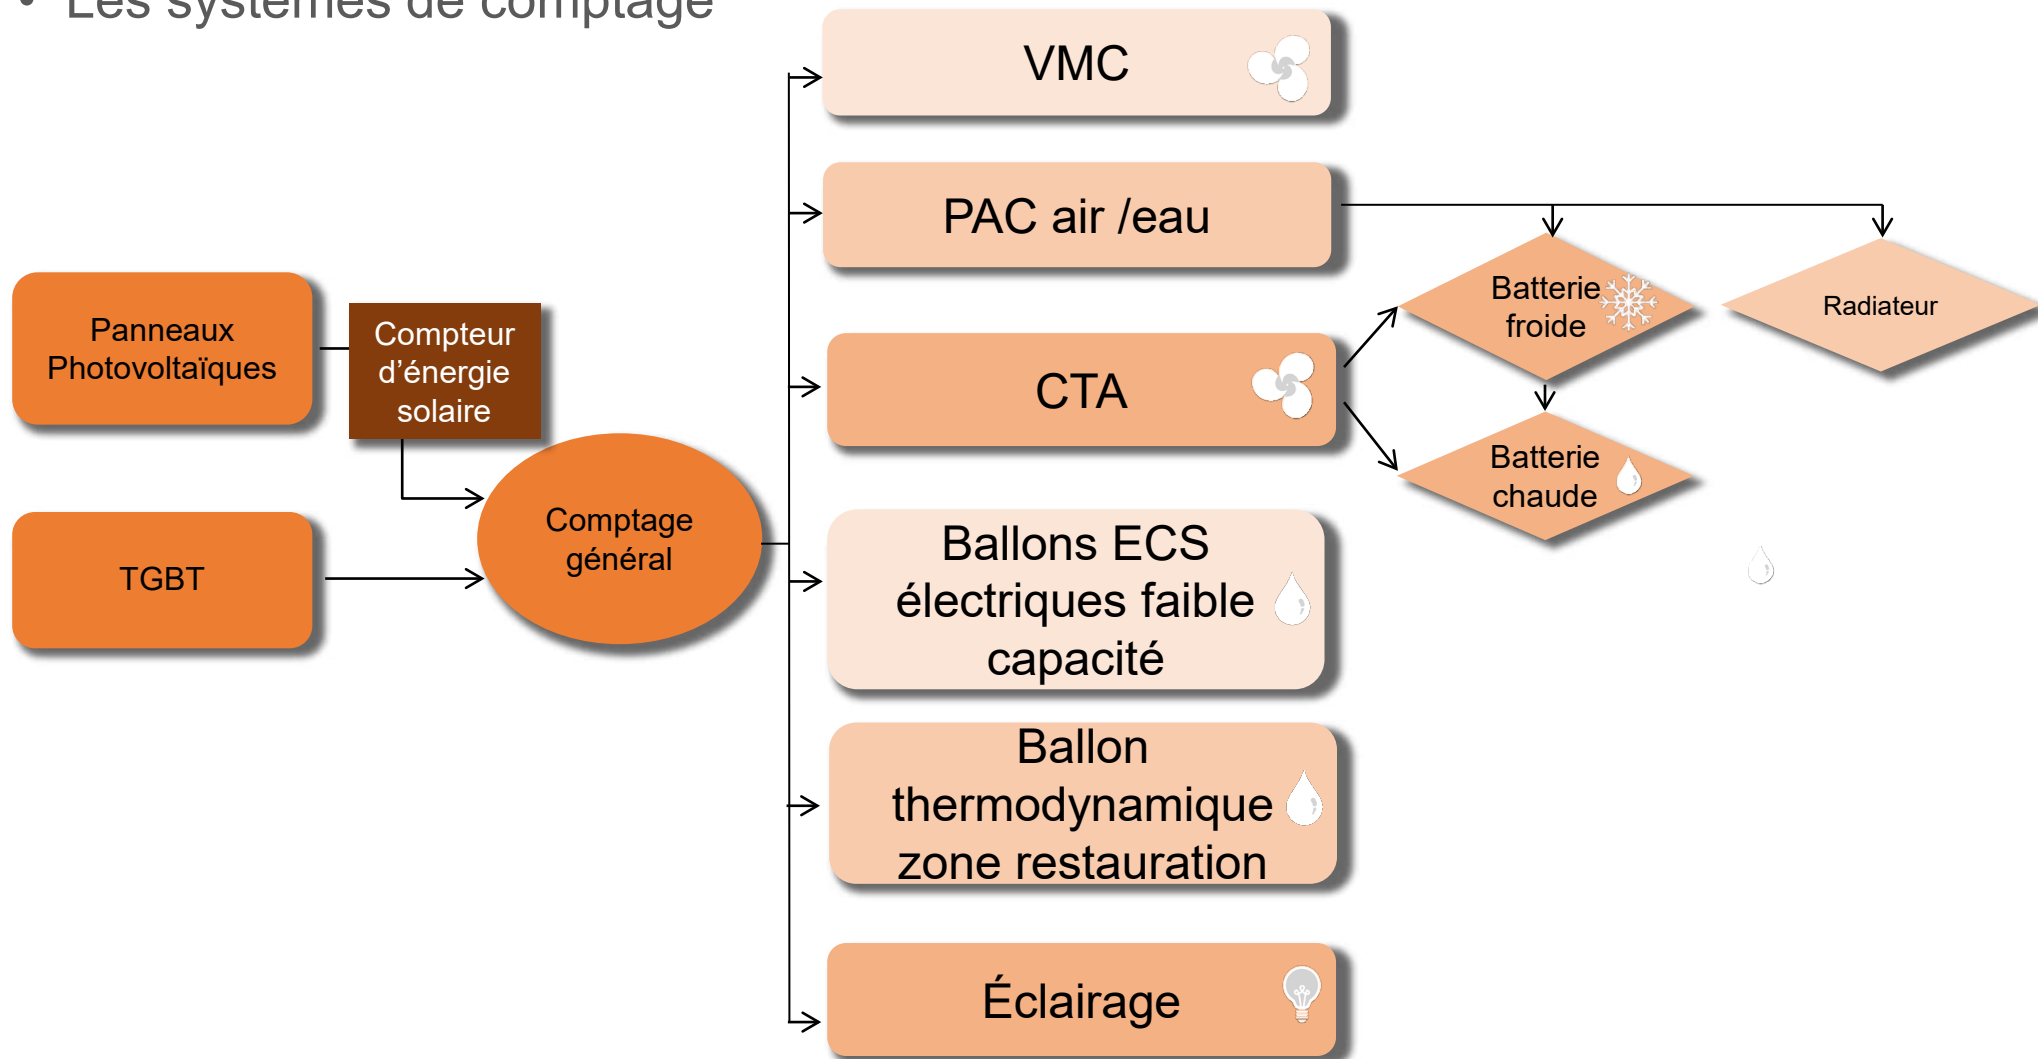 • Les systèmes de comptage
VMC
PAC air /eau
Batterie
froide
Radiateur
Panneaux
Photovoltaïques
Compteur
d’énergie
solaire
CTA
Batterie
chaude
Comptage
général
TGBT
Ballons ECS
électriques faible
capacité
Ballon
thermodynamique
zone restauration
Éclairage